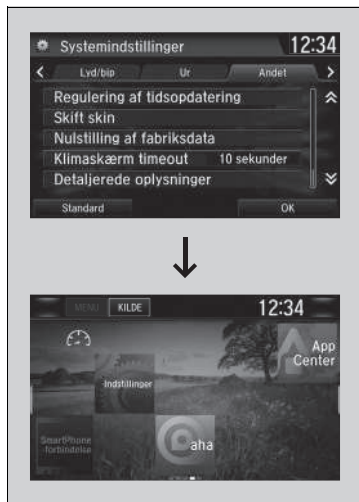 Systemindstillinger 12:34
Lyd/bip Ur Andet
Regulering af tidsopdatering
Skift skin
Nulstilling af fabriksdata
Klimaskærm timeout 10 sekunder
Detaljerede oplysninger
Standard OK
MENU KILDE 12:34
App
Center
Indstillinger
SmartPhone
-forbindelse
aha